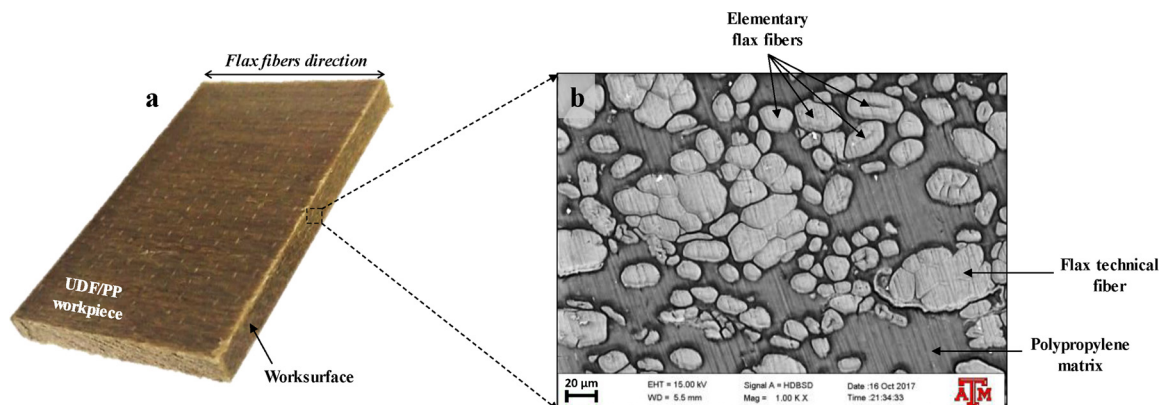 Flax fibers direction
a
UDF/PP
workpiece
Worksurface
Elementary
flax fibers
b
Flax technical
fiber
Polypropylene
matrix
20 µm
EHT = 15.00 kV
WD = 5.5 mm
Signal A = HDBSD
Mag = 1.00 K X
Date :16 Oct 2017
Time :21:34:33
ATM